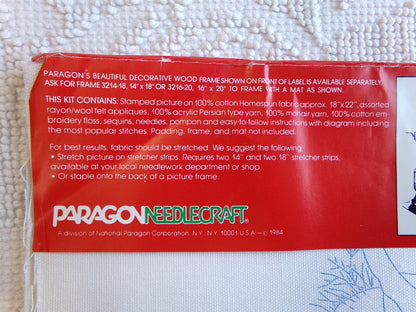 PARAGON'S BEAUTIFUL DECORATIVE WOOD FRAME SHOWN ON FRONT OF LABEL IS AVAILABLE SEPARATELY.
ASK FOR FRAME 3214-18, 14" x 18" OR 3216-20, 16" x 20" TO FRAME WITH A MAT AS SHOWN.
THIS KIT CONTAINS: Stamped picture on 100% cotton Homespun fabric approx. 18" x 22", assorted
rayon/wool felt appliques, 100% acrylic Persian type yarn, 100% mohair yarn, 100% cotton em-
broidery floss, sequins, needles, pompon and easy-to-follow instructions with diagram including
the most popular stitches. Padding, frame, and mat not included.
For best results, fabric should be stretched. We suggest the following:
• Stretch picture on stretcher strips. Requires two 14" and two 18" stretcher strips,
available at your local needlework department or shop.
• Or staple onto the back of a picture frame.
PARAGON NEEDLECRAFT®
A division of National Paragon Corporation, N.Y., N.Y. 10001 U.S.A.—© 1984